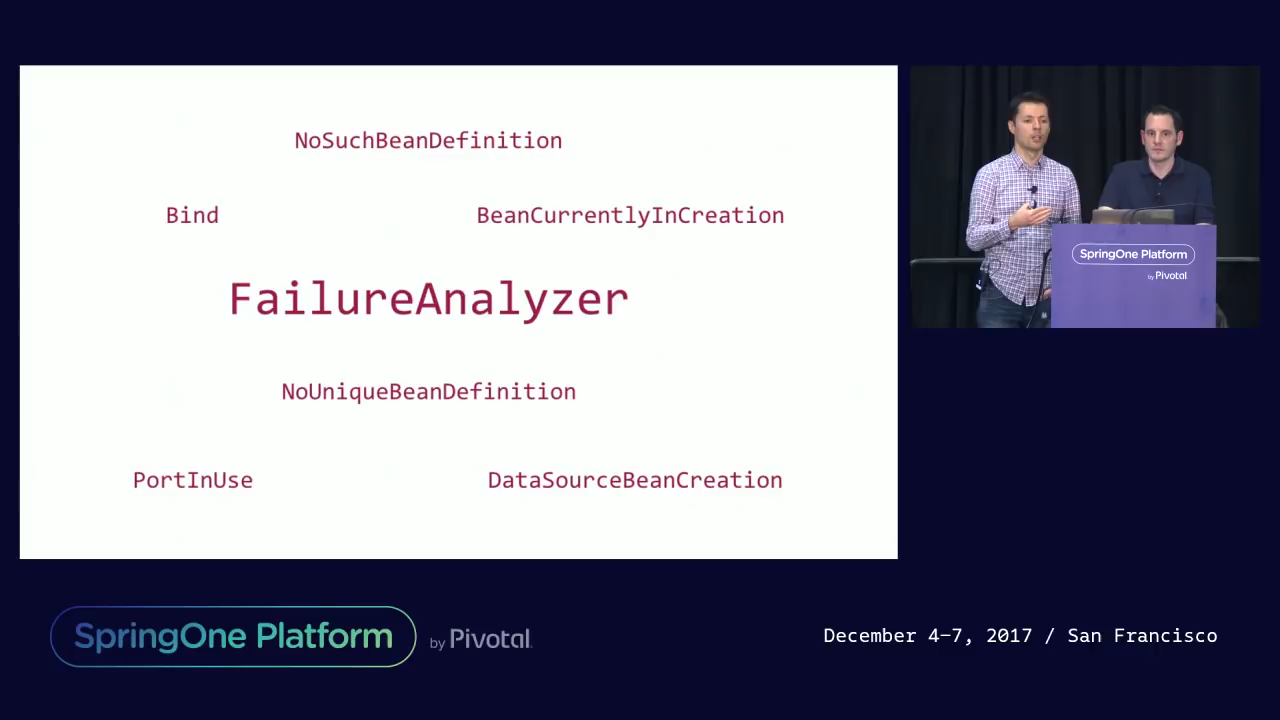 NoSuchBeanDefinition
Bind
BeanCurrentlyInCreation
FailureAnalyzer
NoUniqueBeanDefinition
PortInUse
DataSourceBeanCreation
SpringOne Platform
by Pivotal
SpringOne Platform by Pivotal.
December 4–7, 2017 / San Francisco